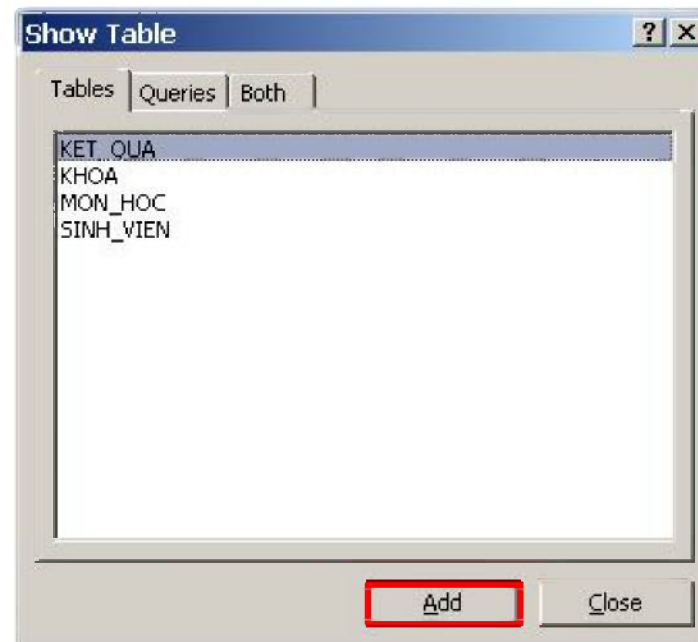 Show Table
Tables Queries Both
KET_QUA
KHOA
MON_HOC
SINH_VIEN
Add Close